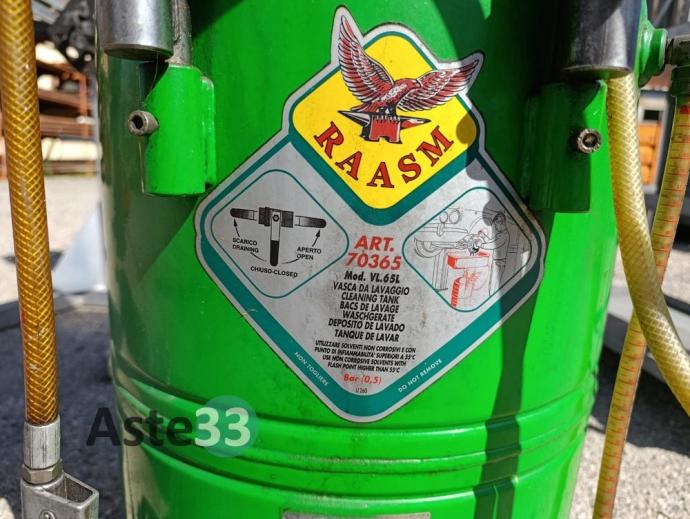 RAASM
SCARICO
DRAINING
APERTO
OPEN
CHIUSO-CLOSED
ART.
70365
Mod. VL.65L
VASCA DA LAVAGGIO
CLEANING TANK
BACS DE LAVAGE
WASCHGERATE
DEPOSITO DE LAVADO
TANQUE DE LAVAR
UTILIZZARE SOLVENTI NON CORROSIVI E CON
PUNTO DI INFIAMMABILITA' SUPERIORI A 55°C
USE NON CORROSIVE SOLVENTS WITH
FLASH POINT HIGHER THAN 55°C
Bar (0,5)
NON TOGLIERE
DO NOT REMOVE
Aste33